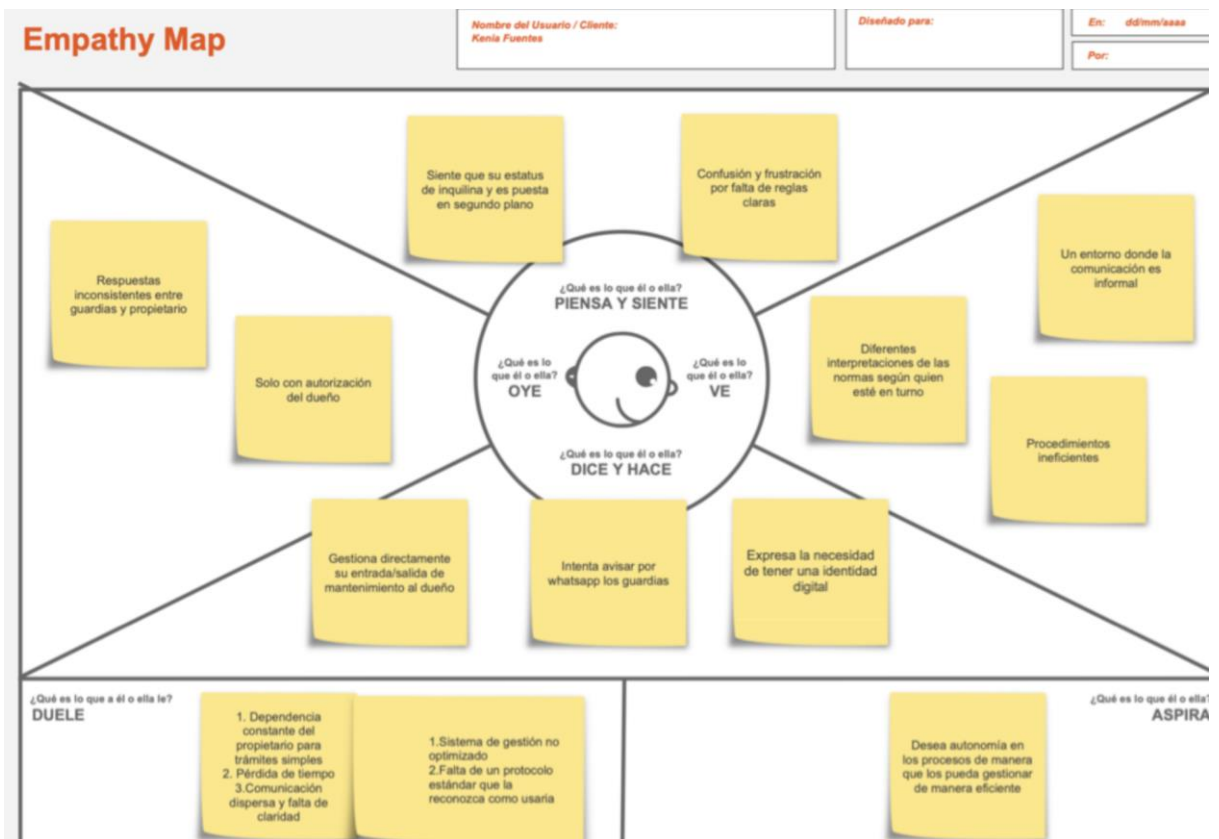 Empathy Map
Nombre del Usuario / Cliente:
Kenia Fuentes
Diseñado para:
En: dd/mm/aaaa
Por:
Siente que su estatus
de inquilina y es puesta
en segundo plano
Confusión y frustración
por falta de reglas
claras
Respuestas
inconsistentes entre
guardias y propietario
Solo con autorización
del dueño
¿Qué es lo que él o ella?
PIENSA Y SIENTE
¿Qué es lo
que él o ella?
OYE
¿Qué es lo
que él o ella?
VE
¿Qué es lo que él o ella?
DICE Y HACE
Un entorno donde la
comunicación es
informal
Diferentes
interpretaciones de las
normas según quien
esté en turno
Procedimientos
ineficientes
Gestiona directamente
su entrada/salida de
mantenimiento al dueño
Intenta avisar por
whatsapp los guardias
Expresa la necesidad
de tener una identidad
digital
¿Qué es lo que a él o ella le?
DUELE
1. Dependencia
constante del
propietario para
trámites simples
2. Pérdida de tiempo
3.Comunicación
dispersa y falta de
claridad
1.Sistema de gestión no
optimizado
2.Falta de un protocolo
estándar que la
reconozca como usaria
¿Qué es lo que él o ella?
ASPIRA
Desea autonomía en
los procesos de manera
que los pueda gestionar
de manera eficiente